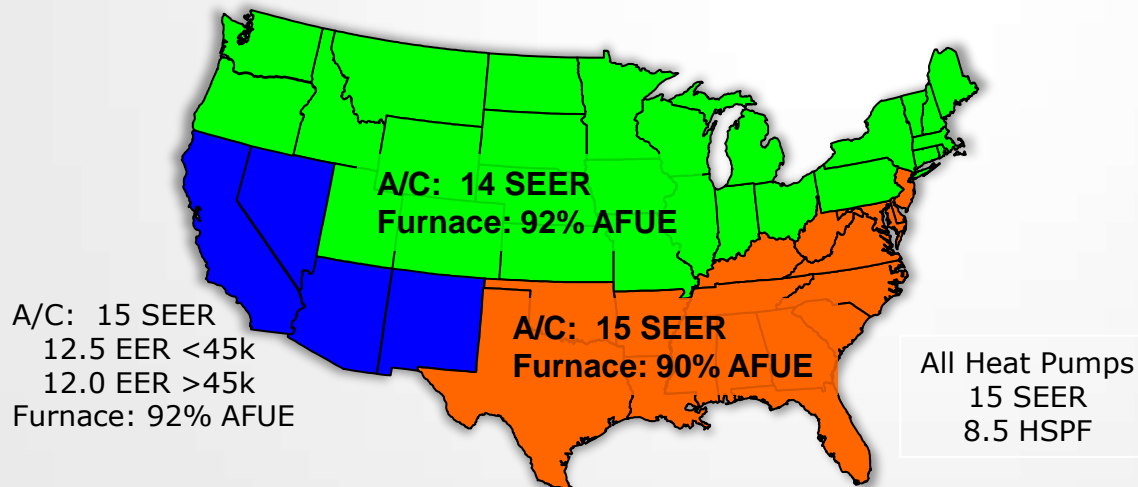 A/C: 14 SEER
Furnace: 92% AFUE
A/C: 15 SEER
12.5 EER <45k
12.0 EER >45k
Furnace: 92% AFUE
A/C: 15 SEER
Furnace: 90% AFUE
All Heat Pumps
15 SEER
8.5 HSPF